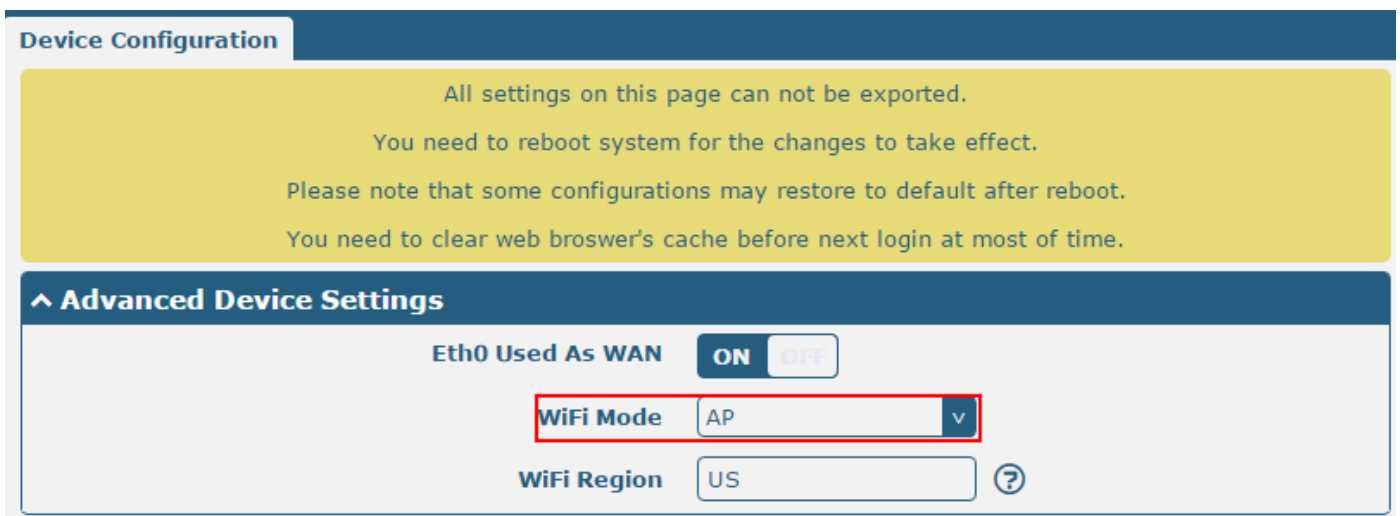 Device Configuration
All settings on this page can not be exported.
You need to reboot system for the changes to take effect.
Please note that some configurations may restore to default after reboot.
You need to clear web broswer's cache before next login at most of time.
^ Advanced Device Settings
Eth0 Used As WAN ON OFF
WiFi Mode AP v
WiFi Region US ?